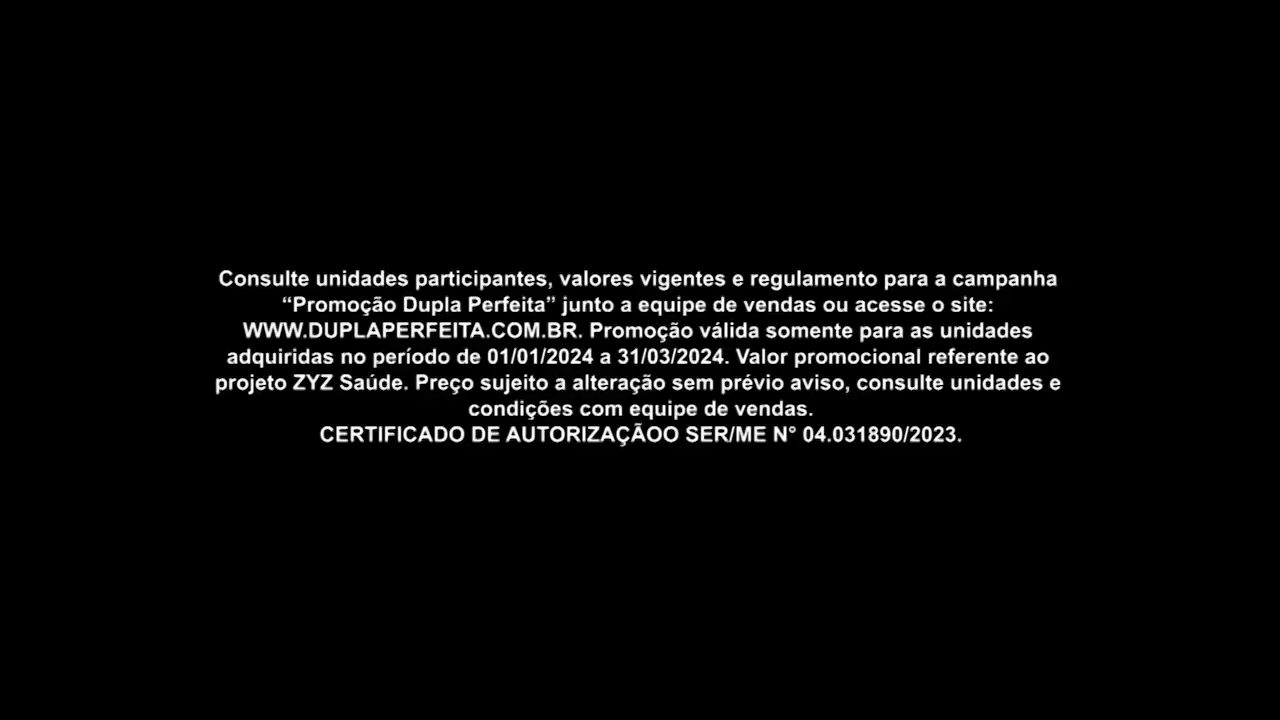 Consulte unidades participantes, valores vigentes e regulamento para a campanha
“Promoção Dupla Perfeita” junto a equipe de vendas ou acesse o site:
WWW.DUPLAPERFEITA.COM.BR. Promoção válida somente para as unidades
adquiridas no período de 01/01/2024 a 31/03/2024. Valor promocional referente ao
projeto ZYZ Saúde. Preço sujeito a alteração sem prévio aviso, consulte unidades e
condições com equipe de vendas.
CERTIFICADO DE AUTORIZAÇÃOO SER/ME N° 04.031890/2023.